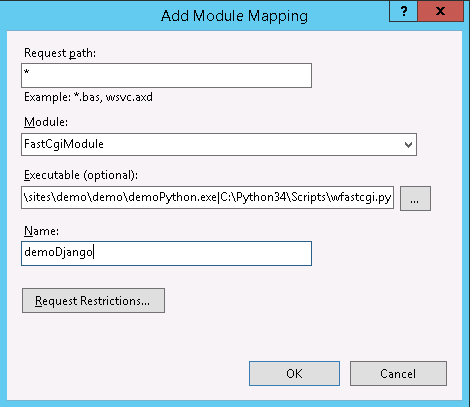 Add Module Mapping
?
x
Request path:
*
Example: *.bas, wsvc.axd
Module:
FastCgiModule
Executable (optional):
\sites\demo\demo\demoPython.exe|C:\Python34\Scripts\wfastcgi.py
...
Name:
demoDjango
Request Restrictions...
OK
Cancel